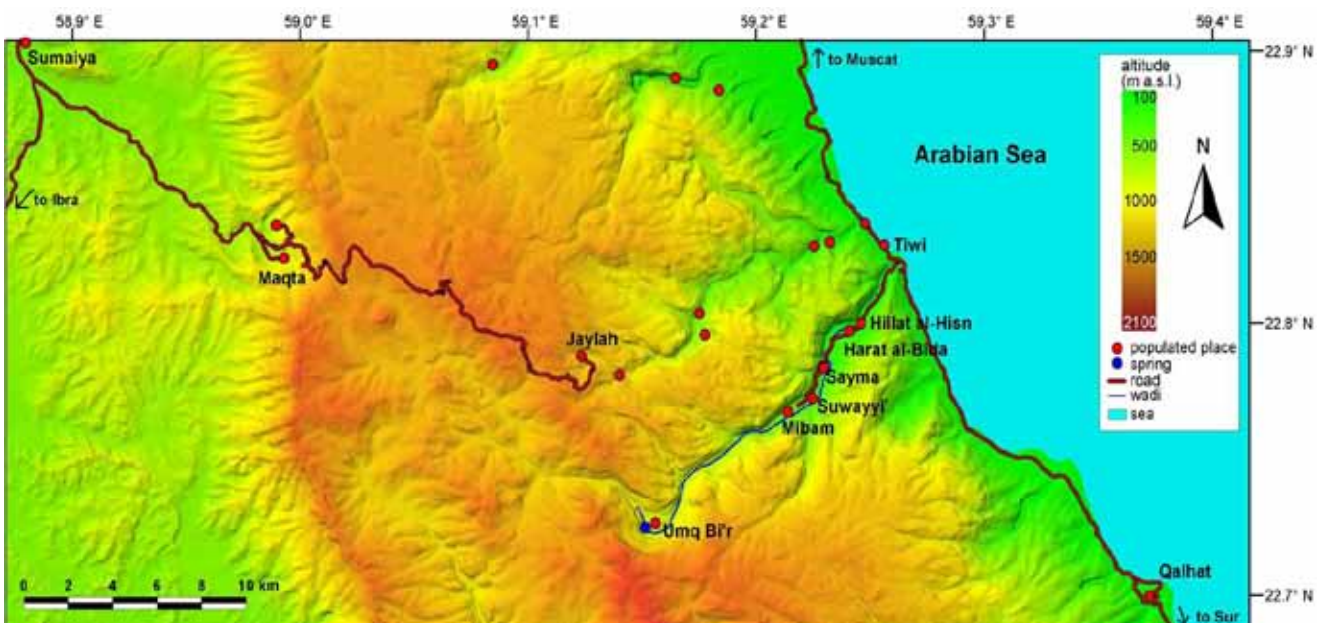 58,9° E 59,0° E 59,1° E 59,2° E 59,3° E 59,4° E
Sumaiya
↑ to Muscat
22.9° N
altitude
(m a.s.l.)
100
500
1000
1500
2100
populated place
spring
road
wadi
sea
N
Arabian Sea
to Ibra
Tiwi
Maqta
Hillat al-Hisn
22.8° N
Harat al-Bida
Jaylah
Sayma
Suwayyi'
Mibam
Umq Bi'r
Qalhat
0 2 4 6 8 10 km
22.7° N
to Sur